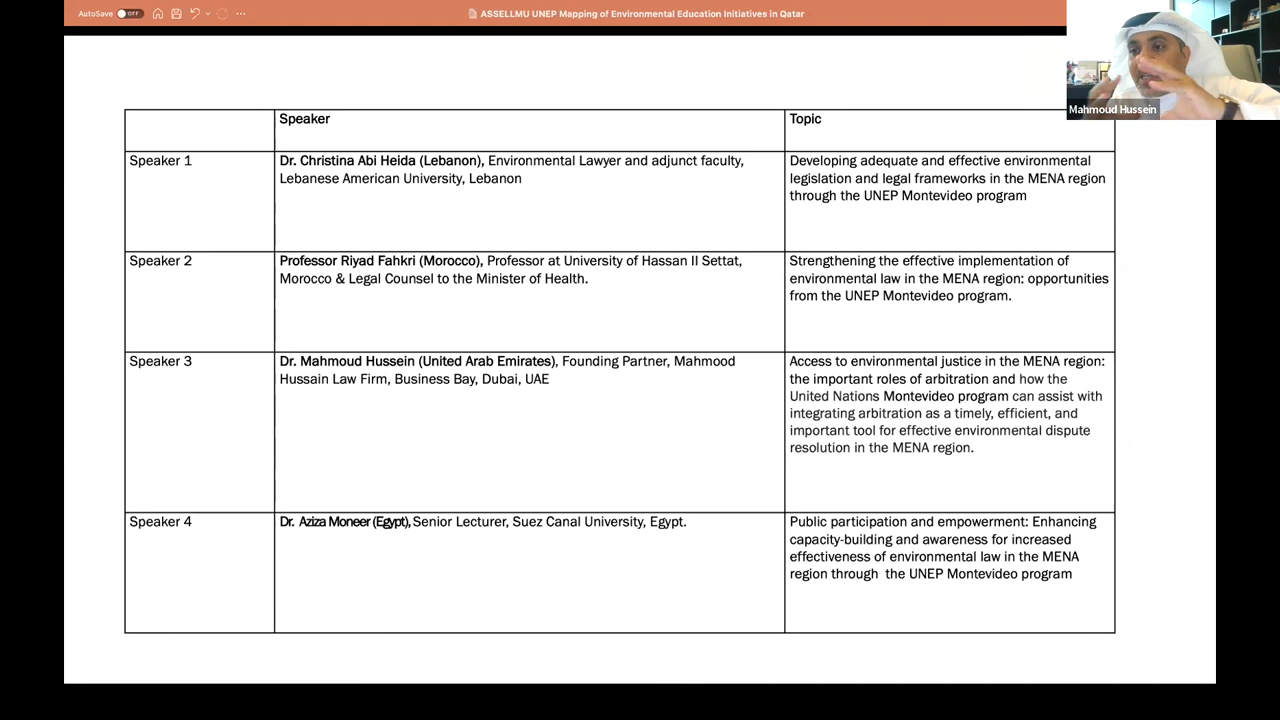 AutoSave OFF
ASSELLMU UNEP Mapping of Environmental Education Initiatives in Qatar
Mahmoud Hussein
Speaker
Topic
Speaker 1
Dr. Christina Abi Heida (Lebanon), Environmental Lawyer and adjunct faculty,
Lebanese American University, Lebanon
Developing adequate and effective environmental
legislation and legal frameworks in the MENA region
through the UNEP Montevideo program
Speaker 2
Professor Riyad Fahkri (Morocco), Professor at University of Hassan II Settat,
Morocco & Legal Counsel to the Minister of Health.
Strengthening the effective implementation of
environmental law in the MENA region: opportunities
from the UNEP Montevideo program.
Speaker 3
Dr. Mahmoud Hussein (United Arab Emirates), Founding Partner, Mahmood
Hussain Law Firm, Business Bay, Dubai, UAE
Access to environmental justice in the MENA region:
the important roles of arbitration and how the
United Nations Montevideo program can assist with
integrating arbitration as a timely, efficient, and
important tool for effective environmental dispute
resolution in the MENA region.
Speaker 4
Dr. Aziza Moneer (Egypt), Senior Lecturer, Suez Canal University, Egypt.
Public participation and empowerment: Enhancing
capacity-building and awareness for increased
effectiveness of environmental law in the MENA
region through the UNEP Montevideo program